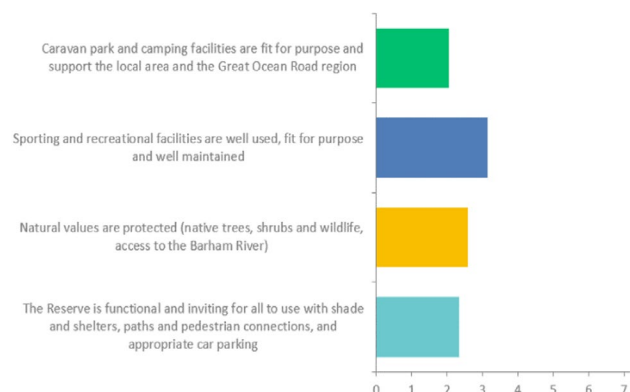 Caravan park and camping facilities are fit for purpose and
support the local area and the Great Ocean Road region
Sporting and recreational facilities are well used, fit for purpose
and well maintained
Natural values are protected (native trees, shrubs and wildlife,
access to the Barham River)
The Reserve is functional and inviting for all to use with shade
and shelters, paths and pedestrian connections, and
appropriate car parking
0 1 2 3 4 5 6 7